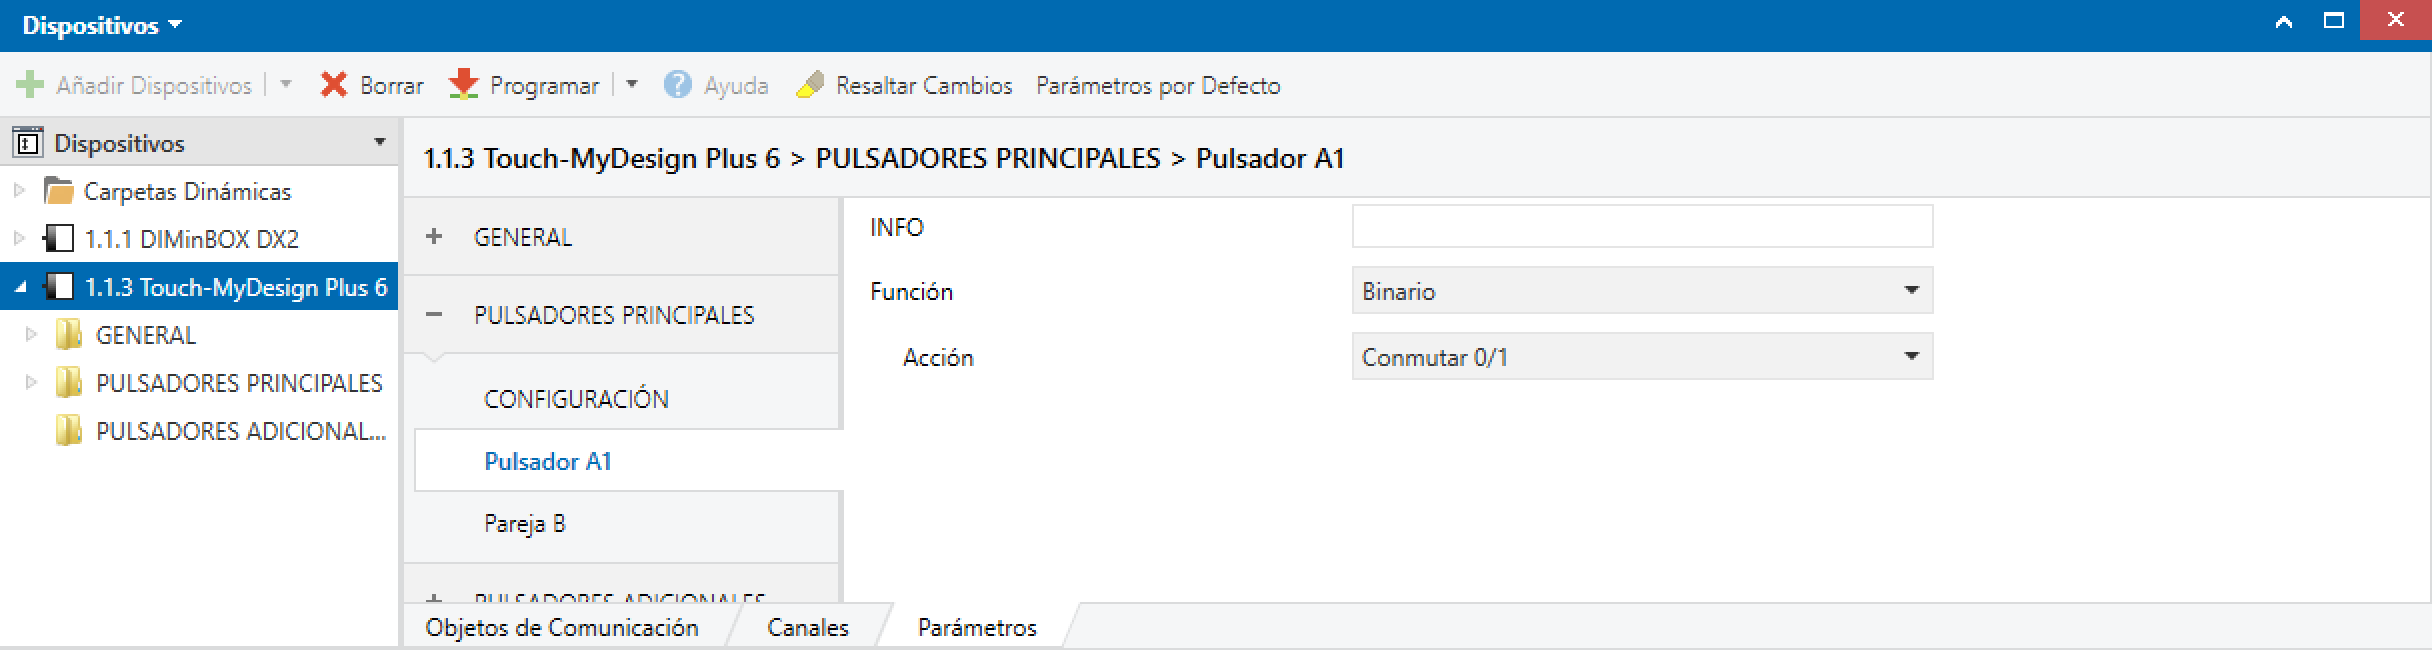 Dispositivos
Añadir Dispositivos Borrar Programar Ayuda Resaltar Cambios Parámetros por Defecto
Dispositivos
Carpetas Dinámicas
1.1.1 DIMinBOX DX2
1.1.3 Touch-MyDesign Plus 6
GENERAL
PULSADORES PRINCIPALES
PULSADORES ADICIONAL...
1.1.3 Touch-MyDesign Plus 6 > PULSADORES PRINCIPALES > Pulsador A1
GENERAL
PULSADORES PRINCIPALES
CONFIGURACIÓN
Pulsador A1
Pareja B
PULSADORES ADICIONALES
INFO
Función Binario
Acción Conmutar 0/1
Objetos de Comunicación Canales Parámetros